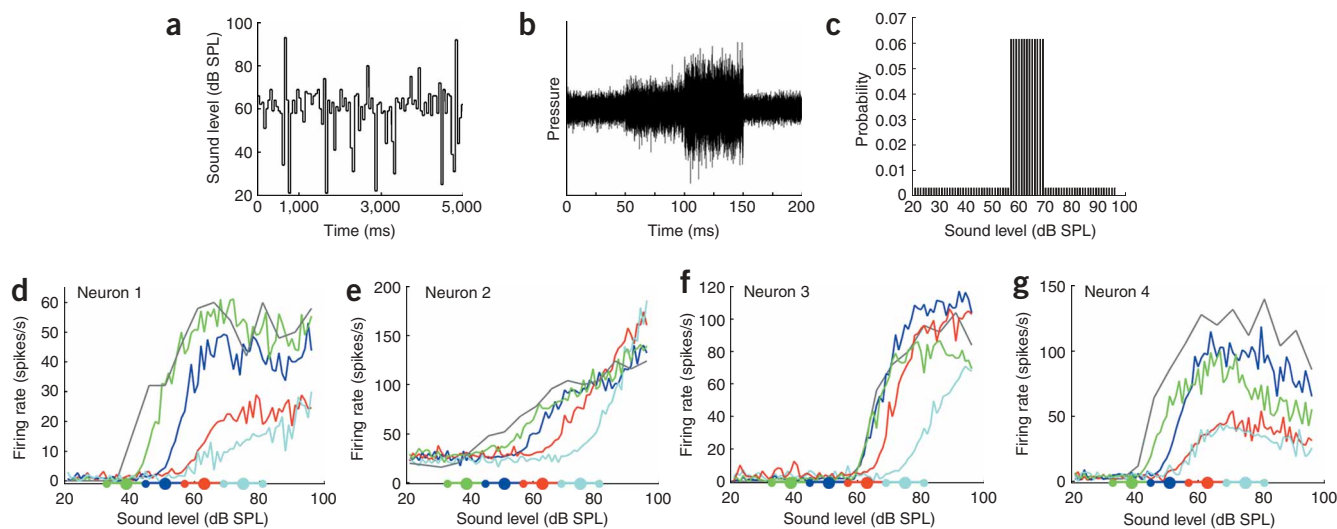 a
Sound level (dB SPL)
100
80
60
40
20
0
1,000
3,000
5,000
Time (ms)
b
Pressure
0
50
100
150
200
Time (ms)
c
Probability
0.07
0.06
0.05
0.04
0.03
0.02
0.01
0
20 30 40 50 60 70 80 90 100
Sound level (dB SPL)
d
Neuron 1
Firing rate (spikes/s)
60
50
40
30
20
10
0
20 40 60 80 100
Sound level (dB SPL)
e
Neuron 2
Firing rate (spikes/s)
200
150
100
50
0
20 40 60 80 100
Sound level (dB SPL)
f
Neuron 3
Firing rate (spikes/s)
120
100
80
60
40
20
0
20 40 60 80 100
Sound level (dB SPL)
g
Neuron 4
Firing rate (spikes/s)
150
100
50
0
20 40 60 80 100
Sound level (dB SPL)